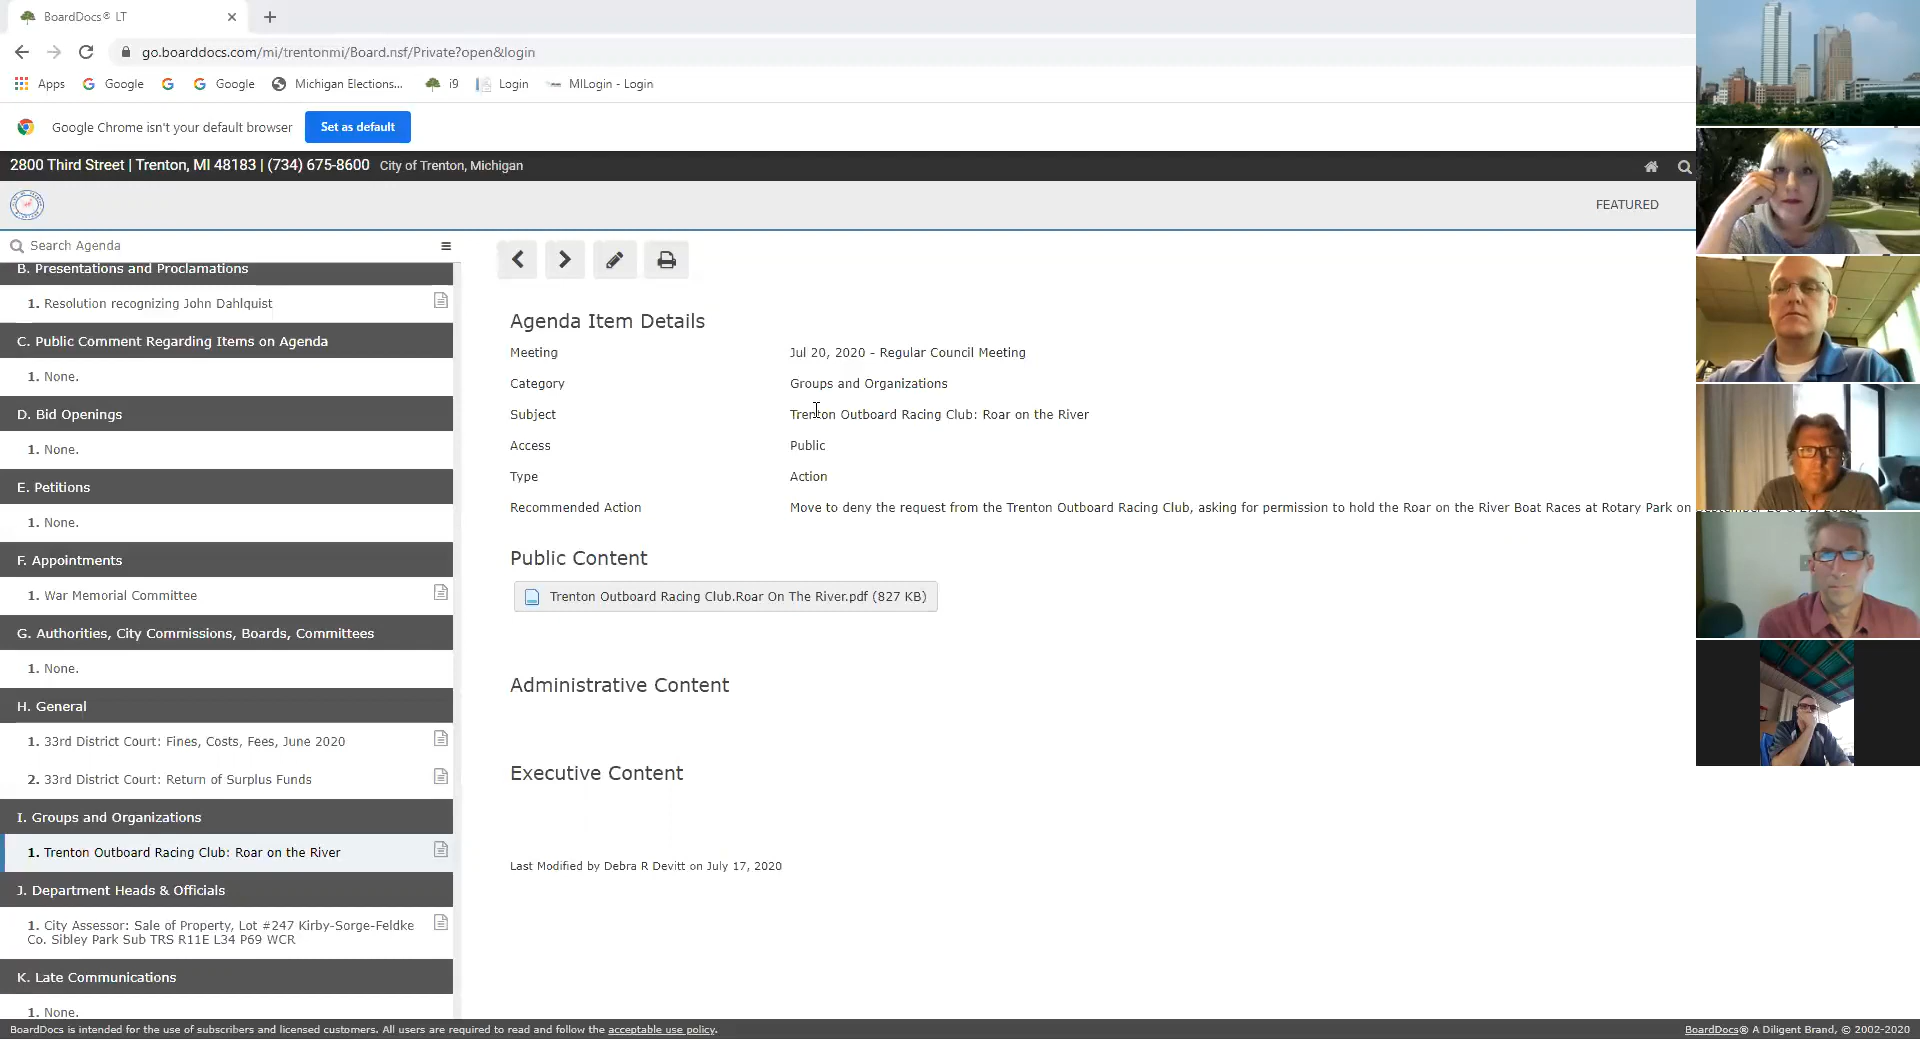 BoardDocs® LT
go.boarddocs.com/mi/trentonmi/Board.nsf/Private?open&login
Apps Google Google Michigan Elections... i9 Login MILogin - Login
Google Chrome isn't your default browser Set as default
2800 Third Street | Trenton, MI 48183 | (734) 675-8600 City of Trenton, Michigan
FEATURED
Search Agenda
B. Presentations and Proclamations
1. Resolution recognizing John Dahlquist
C. Public Comment Regarding Items on Agenda
1. None.
D. Bid Openings
1. None.
E. Petitions
1. None.
F. Appointments
1. War Memorial Committee
G. Authorities, City Commissions, Boards, Committees
1. None.
H. General
1. 33rd District Court: Fines, Costs, Fees, June 2020
2. 33rd District Court: Return of Surplus Funds
I. Groups and Organizations
1. Trenton Outboard Racing Club: Roar on the River
J. Department Heads & Officials
1. City Assessor: Sale of Property, Lot #247 Kirby-Sorge-Feldke
Co. Sibley Park Sub TRS R11E L34 P69 WCR
K. Late Communications
1. None.
Agenda Item Details
Meeting Jul 20, 2020 - Regular Council Meeting
Category Groups and Organizations
Subject Trenton Outboard Racing Club: Roar on the River
Access Public
Type Action
Recommended Action Move to deny the request from the Trenton Outboard Racing Club, asking for permission to hold the Roar on the River Boat Races at Rotary Park on
Public Content
Trenton Outboard Racing Club.Roar On The River.pdf (827 KB)
Administrative Content
Executive Content
Last Modified by Debra R Devitt on July 17, 2020
BoardDocs is intended for the use of subscribers and licensed customers. All users are required to read and follow the acceptable use policy.
BoardDocs® A Diligent Brand, © 2002-2020